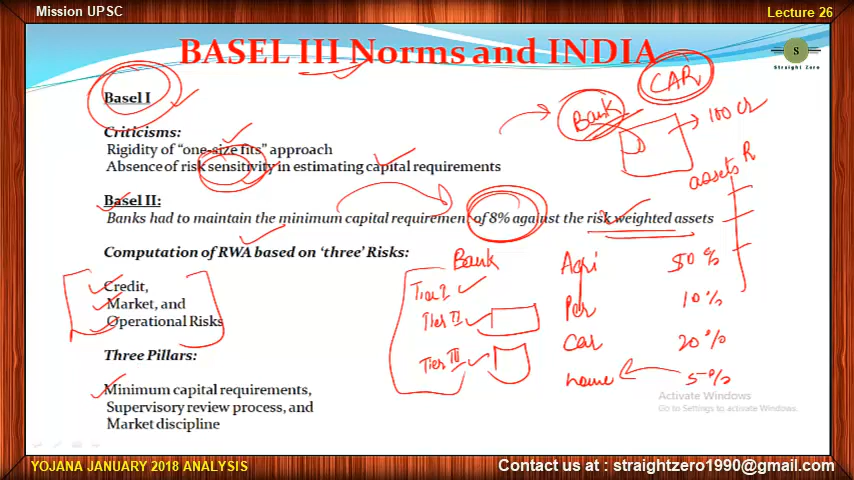 Mission UPSC
Lecture 26
BASEL III Norms and INDIA
S
Straight Zero
CAR
Basel I
Bank
100 Cr
Criticisms:
Rigidity of "one-size fits" approach
Absence of risk sensitivity in estimating capital requirements
assets R
Basel II:
Banks had to maintain the minimum capital requirement of 8% against the risk weighted assets
Computation of RWA based on 'three' Risks:
Credit,
Market, and
Operational Risks
Bank
Tier II
Tier III
Agri 50%
Per 10%
Car 20%
home 5%
Three Pillars:
Minimum capital requirements,
Supervisory review process, and
Market discipline
Activate Windows
Go to Settings to activate Windows.
YOJANA JANUARY 2018 ANALYSIS
Contact us at : straightzero1990@gmail.com